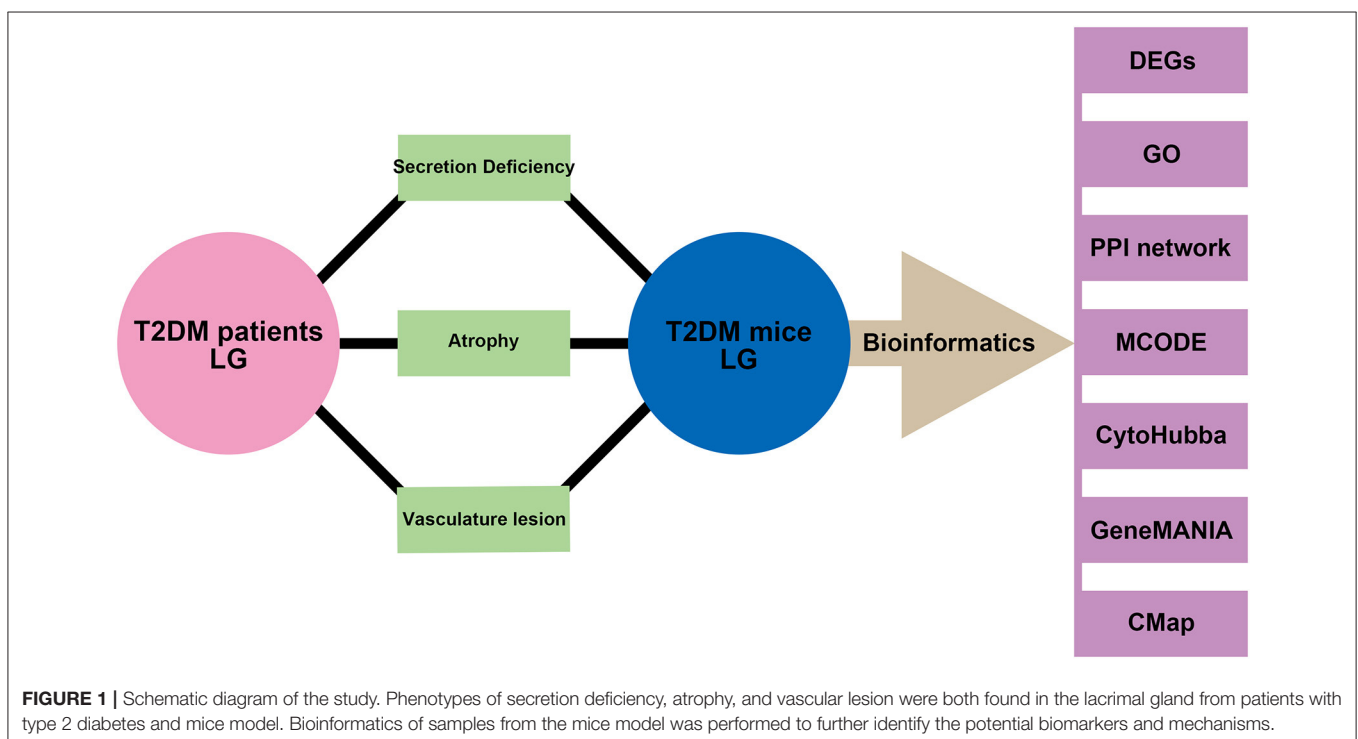 Secretion Deficiency
T2DM patients
LG
Atrophy
Vasculature lesion
T2DM mice
LG
Bioinformatics
DEGs
GO
PPI network
MCODE
CytoHubba
GeneMANIA
CMap
FIGURE 1 | Schematic diagram of the study. Phenotypes of secretion deficiency, atrophy, and vascular lesion were both found in the lacrimal gland from patients with
type 2 diabetes and mice model. Bioinformatics of samples from the mice model was performed to further identify the potential biomarkers and mechanisms.